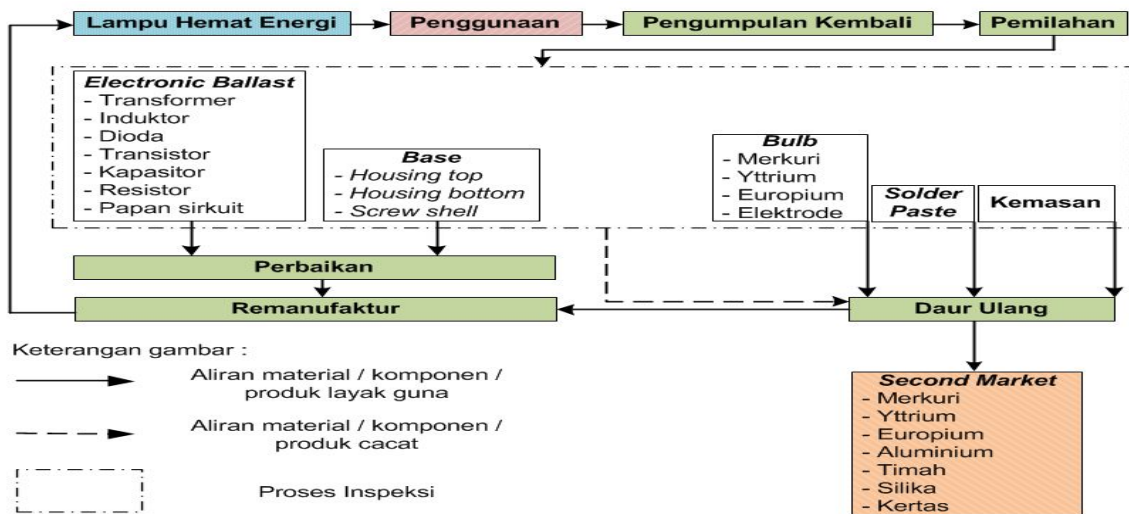 Lampu Hemat Energi
Penggunaan
Pengumpulan Kembali
Pemilahan
Electronic Ballast
- Transformer
- Induktor
- Dioda
- Transistor
- Kapasitor
- Resistor
- Papan sirkuit
Base
- Housing top
- Housing bottom
- Screw shell
Bulb
- Merkuri
- Yttrium
- Europium
- Elektrode
Solder
Paste
Kemasan
Perbaikan
Remanufaktur
Daur Ulang
Keterangan gambar :
Aliran material / komponen /
produk layak guna
Aliran material / komponen /
produk cacat
Proses Inspeksi
Second Market
- Merkuri
- Yttrium
- Europium
- Aluminium
- Timah
- Silika
- Kertas